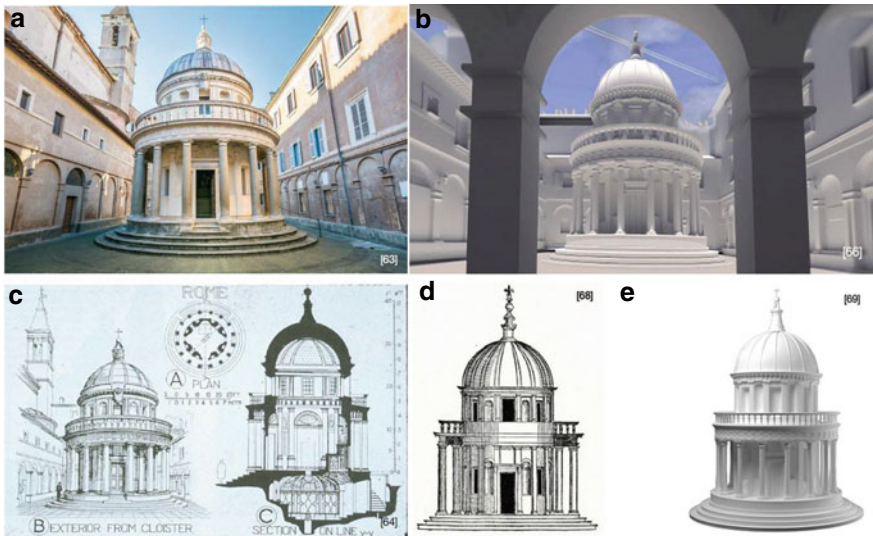 a
[63]
b
[66]
c
ROME
A
PLAN
B EXTERIOR FROM CLOISTER
C
SECTION ON LINE
[64]
d
[68]
e
[69]